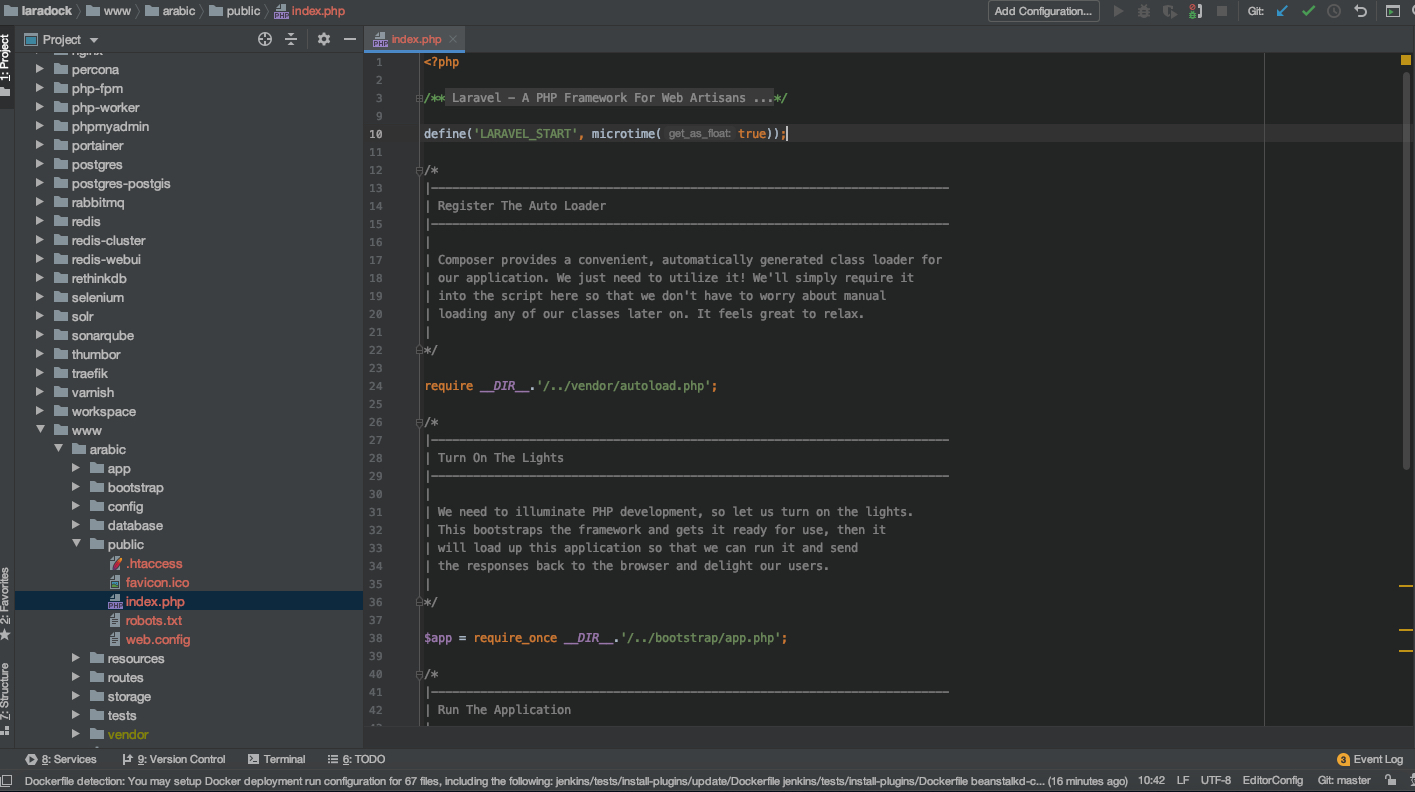 laradock www arabic public index.php Add Configuration... Git:
1: Project
Project
index.php
nginx
percona
php-fpm
php-worker
phpmyadmin
portainer
postgres
postgres-postgis
rabbitmq
redis
redis-cluster
redis-webui
rethinkdb
selenium
solr
sonarqube
thumbor
traefik
varnish
workspace
www
arabic
app
bootstrap
config
database
public
.htaccess
favicon.ico
index.php
robots.txt
web.config
resources
routes
storage
tests
vendor
2: Favorites
7: Structure
1 <?php
2
3 /** Laravel - A PHP Framework For Web Artisans ...*/
9
10 define('LARAVEL_START', microtime( get_as_float: true));
11
12 /*
13 |--------------------------------------------------------------------------
14 | Register The Auto Loader
15 |--------------------------------------------------------------------------
16 |
17 | Composer provides a convenient, automatically generated class loader for
18 | our application. We just need to utilize it! We'll simply require it
19 | into the script here so that we don't have to worry about manual
20 | loading any of our classes later on. It feels great to relax.
21 |
22 */
23
24 require __DIR__.'/../vendor/autoload.php';
25
26 /*
27 |--------------------------------------------------------------------------
28 | Turn On The Lights
29 |--------------------------------------------------------------------------
30 |
31 | We need to illuminate PHP development, so let us turn on the lights.
32 | This bootstraps the framework and gets it ready for use, then it
33 | will load up this application so that we can run it and send
34 | the responses back to the browser and delight our users.
35 |
36 */
37
38 $app = require_once __DIR__.'/../bootstrap/app.php';
39
40 /*
41 |--------------------------------------------------------------------------
42 | Run The Application
8: Services 9: Version Control Terminal 6: TODO 3 Event Log
Dockerfile detection: You may setup Docker deployment run configuration for 67 files, including the following: jenkins/tests/install-plugins/update/Dockerfile jenkins/tests/install-plugins/Dockerfile beanstalkd-c... (16 minutes ago) 10:42 LF UTF-8 EditorConfig Git: master